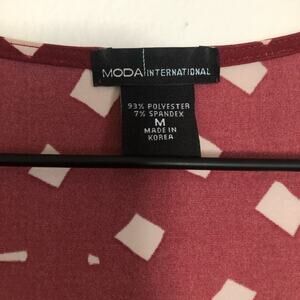 MODA INTERNATIONAL
93% POLYESTER
7% SPANDEX
M
MADE IN
KOREA